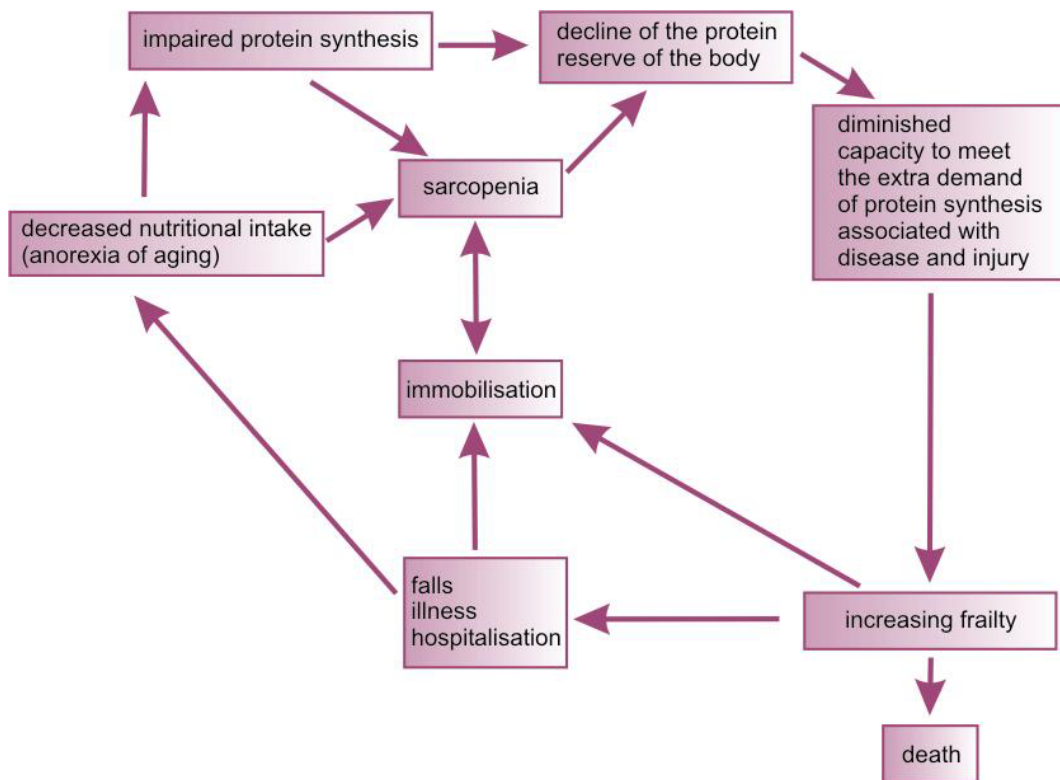 impaired protein synthesis
decline of the protein
reserve of the body
diminished
capacity to meet
the extra demand
of protein synthesis
associated with
disease and injury
sarcopenia
decreased nutritional intake
(anorexia of aging)
immobilisation
falls
illness
hospitalisation
increasing frailty
death